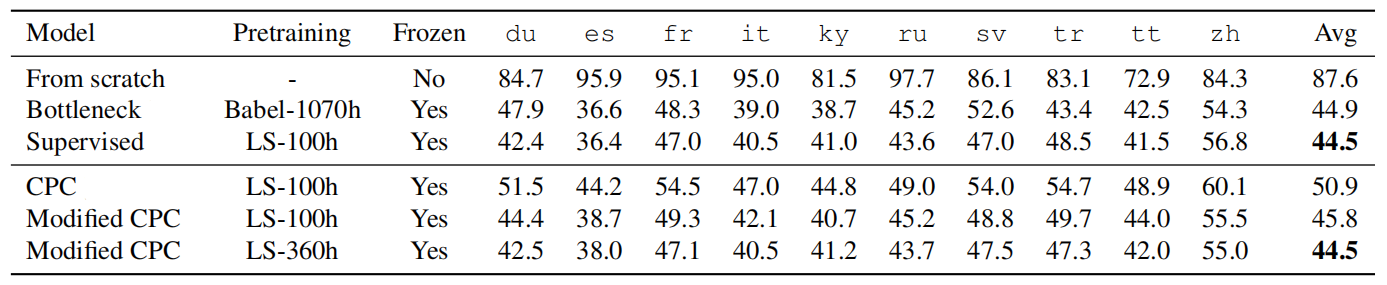 Model Pretraining Frozen du es fr it ky ru sv tr tt zh Avg
From scratch - No 84.7 95.9 95.1 95.0 81.5 97.7 86.1 83.1 72.9 84.3 87.6
Bottleneck Babel-1070h Yes 47.9 36.6 48.3 39.0 38.7 45.2 52.6 43.4 42.5 54.3 44.9
Supervised LS-100h Yes 42.4 36.4 47.0 40.5 41.0 43.6 47.0 48.5 41.5 56.8 44.5
CPC LS-100h Yes 51.5 44.2 54.5 47.0 44.8 49.0 54.0 54.7 48.9 60.1 50.9
Modified CPC LS-100h Yes 44.4 38.7 49.3 42.1 40.7 45.2 48.8 49.7 44.0 55.5 45.8
Modified CPC LS-360h Yes 42.5 38.0 47.1 40.5 41.2 43.7 47.5 47.3 42.0 55.0 44.5